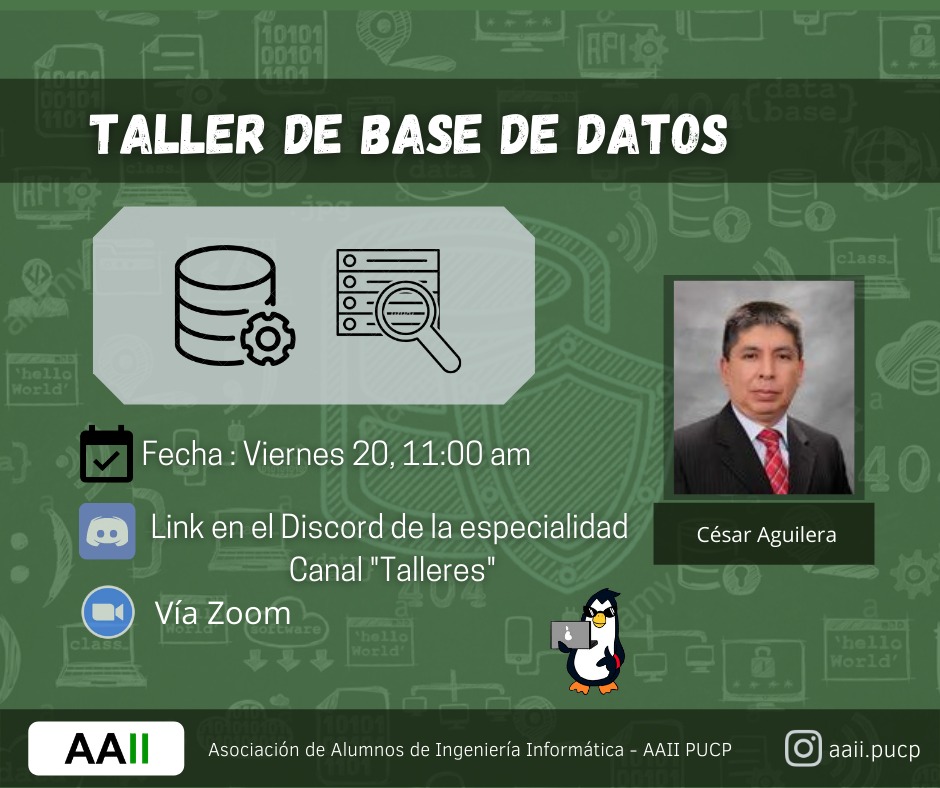 TALLER DE BASE DE DATOS
Fecha : Viernes 20, 11:00 am
Link en el Discord de la especialidad
Canal "Talleres"
Vía Zoom
César Aguilera
AAII
Asociación de Alumnos de Ingeniería Informática - AAII PUCP
aaii.pucp